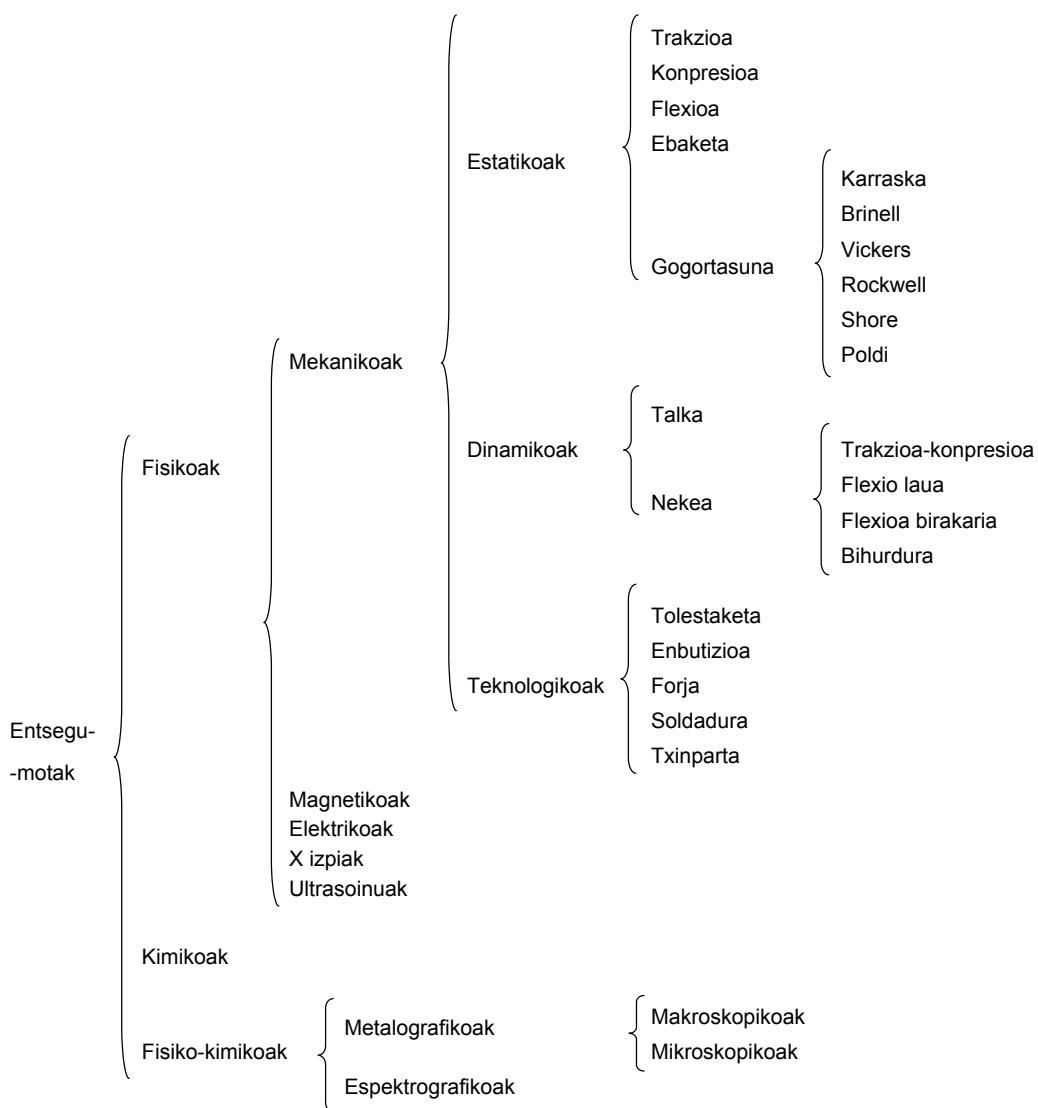 Trakzioa
Konpresioa
Flexioa
Ebaketa
Estatikoak
Karraska
Brinell
Vickers
Gogortasuna
Rockwell
Shore
Poldi
Mekanikoak
Talka
Dinamikoak
Trakzioa-konpresioa
Fisikoak
Flexio laua
Nekea
Flexioa birakaria
Bihurdura
Tolestaketa
Enbutizioa
Teknologikoak
Forja
Soldadura
Txinparta
Entsegu-
-motak
Magnetikoak
Elektrikoak
X izpiak
Ultrasoinuak
Kimikoak
Fisiko-kimikoak
Metalografikoak
Makroskopikoak
Mikroskopikoak
Espektrografikoak